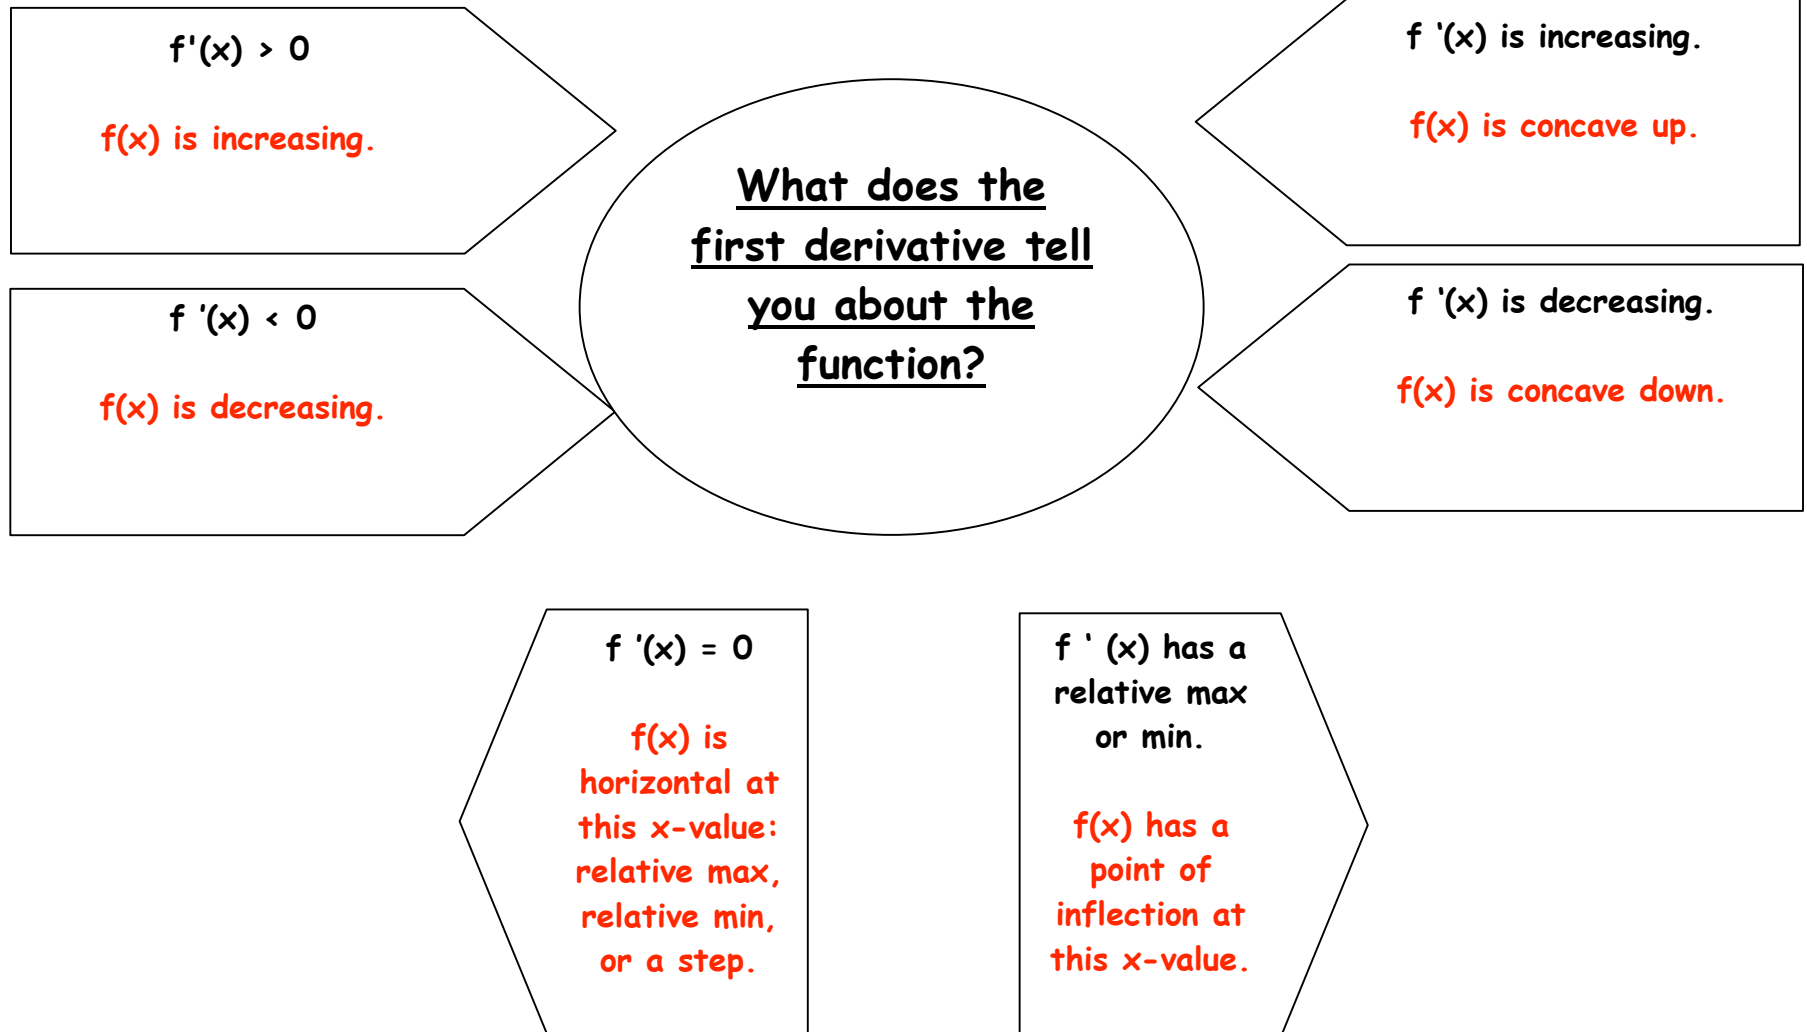 f'(x) > 0
f(x) is increasing.
f '(x) < 0
f(x) is decreasing.
What does the
first derivative tell
you about the
function?
f ‘(x) is increasing.
f(x) is concave up.
f ‘(x) is decreasing.
f(x) is concave down.
f '(x) = 0
f(x) is
horizontal at
this x-value:
relative max,
relative min,
or a step.
f ‘ (x) has a
relative max
or min.
f(x) has a
point of
inflection at
this x-value.